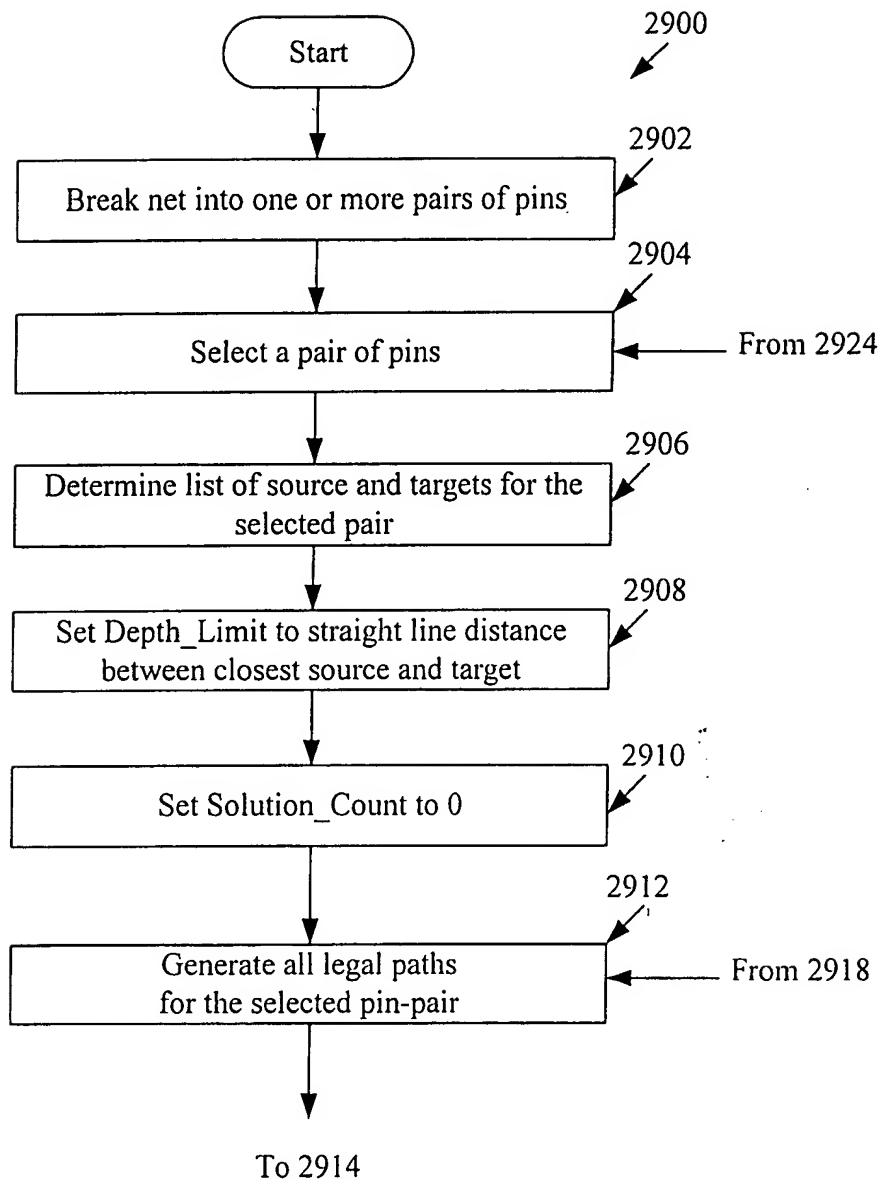 2900
Start
2902
Break net into one or more pairs of pins
2904
Select a pair of pins
From 2924
2906
Determine list of source and targets for the
selected pair
2908
Set Depth_Limit to straight line distance
between closest source and target
2910
Set Solution_Count to 0
2912
Generate all legal paths
for the selected pin-pair
From 2918
To 2914